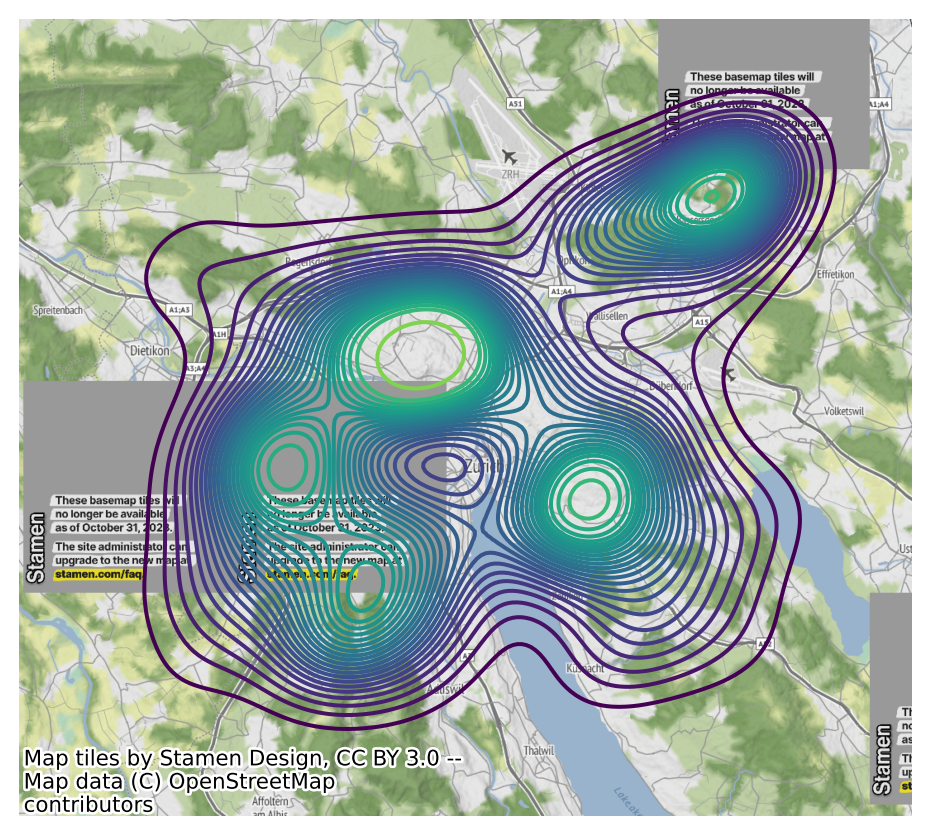 These basemap tiles will
no longer be available
as of October 31, 2023.
A51
A1;A4
ZRH
Effretikon
A1;A4
Spreitenbach
A1;A3
A1H
Dietikon
A3;A4
A15
Dübendorf
Volketswil
Zürich
These basemap tiles will
no longer be available
as of October 31, 2023.
The site administrator can
upgrade to the new map at
stamen.com/faq.
Stamen
These basemap tiles will
no longer be available
as of October 31, 2023.
The site administrator can
upgrade to the new map at
stamen.com/faq.
Stamen
Küsnacht
Thalwil
Stamen
Affoltern
am Albis
Map tiles by Stamen Design, CC BY 3.0 --
Map data (C) OpenStreetMap
contributors